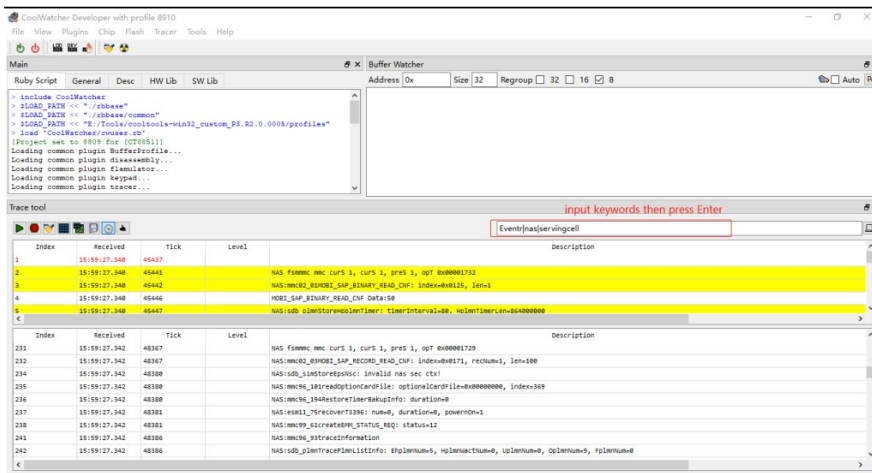 CoolWatcher Developer with profile 8910
File View Plugins Chip Flash Tracer Tools Help
Main
Buffer Watcher
Ruby Script General Desc HW Lib SW Lib
Address 0x Size 32 Regroup 32 16 8 Auto
> include CoolWatcher
> $LOAD_PATH << "./rbbase"
> $LOAD_PATH << "./rbbase/common"
> $LOAD_PATH << "E:/Tools/cooltools-win32_custom_P3.R2.0.0005/profiles"
> load 'CoolWatcher/cwuser.rb'
[Project set to 8809 for [CT8851]]
Loading common plugin BufferProfile...
Loading common plugin disassembly...
Loading common plugin flamulator...
Loading common plugin keypad...
Loading common plugin tracer...
Trace tool
input keywords then press Enter
Eventr|nas|servingcell
Index Received Tick Level Description
1 15:59:27.340 45437
2 15:59:27.340 45441 NAS fsmmmc mmc curS 1, curS 1, preS 1, opT 0x00001732
3 15:59:27.340 45442 NAS:mmc02_01MOBI_SAP_BINARY_READ_CNF: index=0x0125, len=1
4 15:59:27.340 45446 MOBI_SAP_BINARY_READ_CNF Data:50
5 15:59:27.340 45447 NAS:sdb_plmnStoreHoplmnTimer: timerInterval=80, HplmnTimerLen=864000000
Index Received Tick Level Description
231 15:59:27.342 48367 NAS fsmmmc mmc curS 1, curS 1, preS 1, opT 0x00001729
232 15:59:27.342 48367 NAS:mmc02_03MOBI_SAP_RECORD_READ_CNF: index=0x0171, recNum=1, len=100
234 15:59:27.342 48380 NAS:sdb_simStoreEpsNsc: invalid nas sec ctx!
235 15:59:27.342 48380 NAS:mmc96_101readOptionCardFile: optionalCardFile=0x00000000, index=369
236 15:59:27.342 48380 NAS:mmc96_194RestoreTimerBakupInfo: duration=0
237 15:59:27.342 48381 NAS:esm11_75recoverT3396: num=0, duration=0, powernOn=1
238 15:59:27.342 48381 NAS:mmc99_61createEMM_STATUS_REQ: status=12
241 15:59:27.342 48386 NAS:mmc96_93traceInformation
242 15:59:27.342 48386 NAS:sdb_plmnTracePlmnListInfo: EhplmnNum=5, HplmnWactNum=0, UplmnNum=0, OplmnNum=9, FplmnNum=0